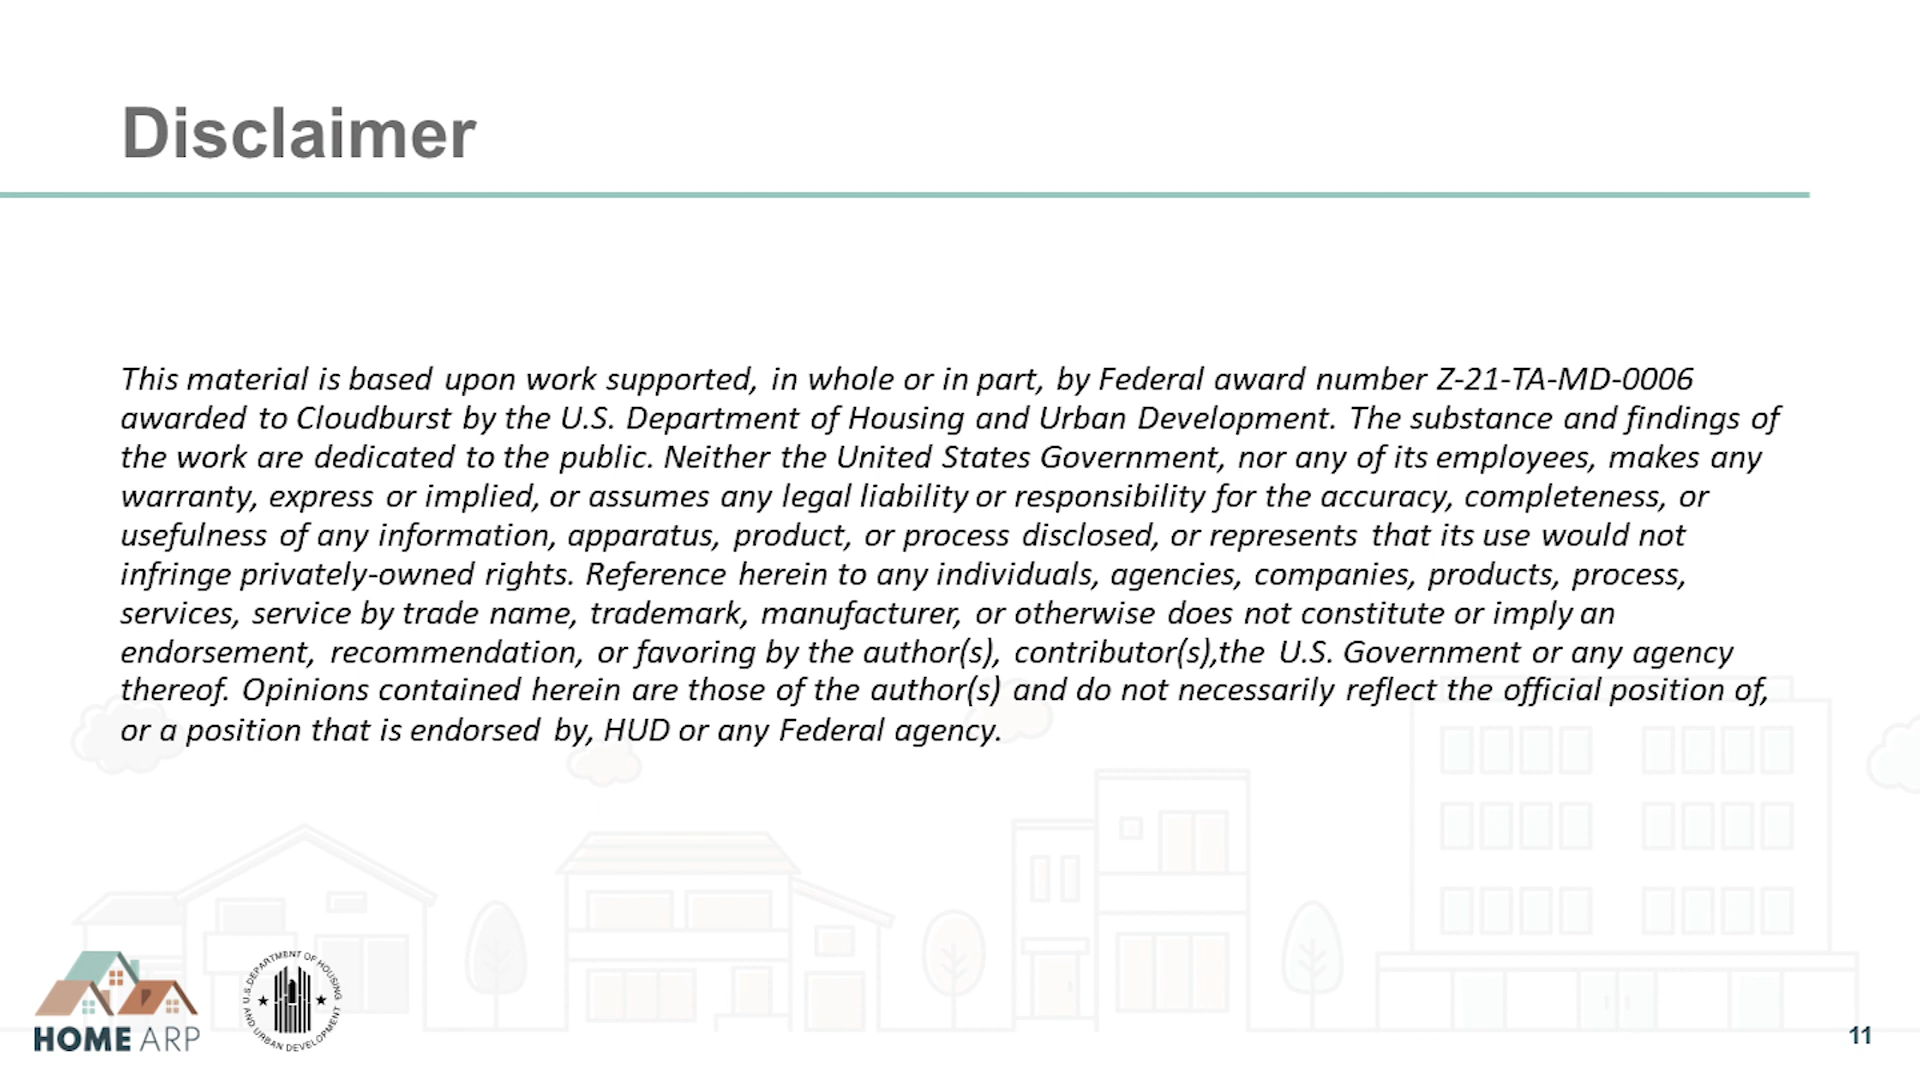 Disclaimer
This material is based upon work supported, in whole or in part, by Federal award number Z-21-TA-MD-0006
awarded to Cloudburst by the U.S. Department of Housing and Urban Development. The substance and findings of
the work are dedicated to the public. Neither the United States Government, nor any of its employees, makes any
warranty, express or implied, or assumes any legal liability or responsibility for the accuracy, completeness, or
usefulness of any information, apparatus, product, or process disclosed, or represents that its use would not
infringe privately-owned rights. Reference herein to any individuals, agencies, companies, products, process,
services, service by trade name, trademark, manufacturer, or otherwise does not constitute or imply an
endorsement, recommendation, or favoring by the author(s), contributor(s),the U.S. Government or any agency
thereof. Opinions contained herein are those of the author(s) and do not necessarily reflect the official position of,
or a position that is endorsed by, HUD or any Federal agency.
HOME ARP
U.S. DEPARTMENT OF HOUSING
AND URBAN DEVELOPMENT
11